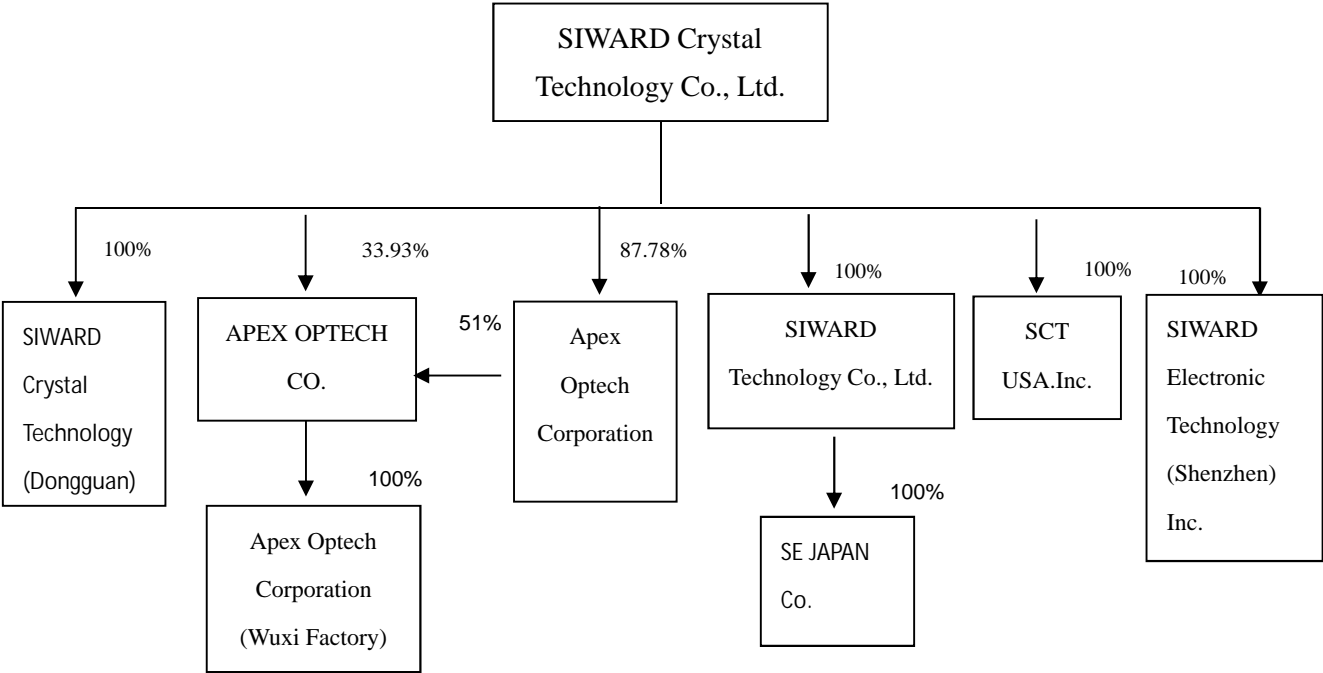 SIWARD Crystal
Technology Co., Ltd.
100%
33.93%
87.78%
100%
100%
100%
SIWARD
Crystal
Technology
(Dongguan)
APEX OPTECH
CO.
51%
Apex
Optech
Corporation
SIWARD
Technology Co., Ltd.
SCT
USA.Inc.
SIWARD
Electronic
Technology
(Shenzhen)
Inc.
100%
Apex Optech
Corporation
(Wuxi Factory)
100%
SE JAPAN
Co.